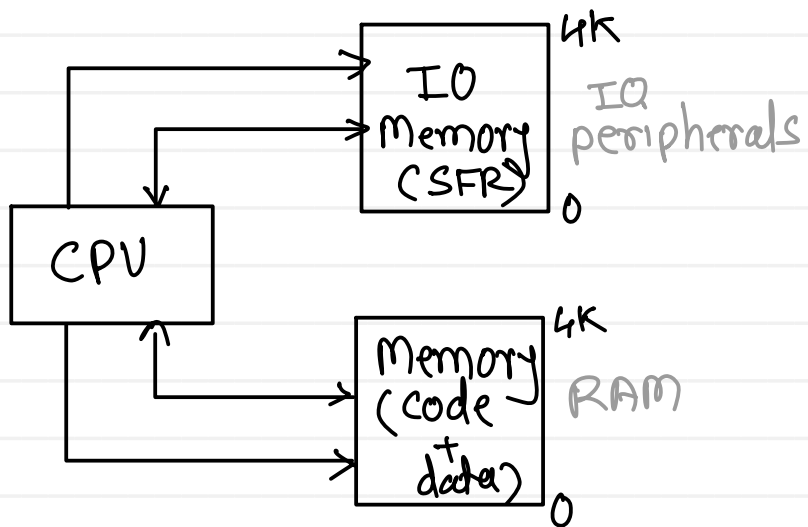 4K
IO
Memory
(SFR)
IO
peripherals
0
CPU
4K
Memory
(code
+
data)
RAM
0